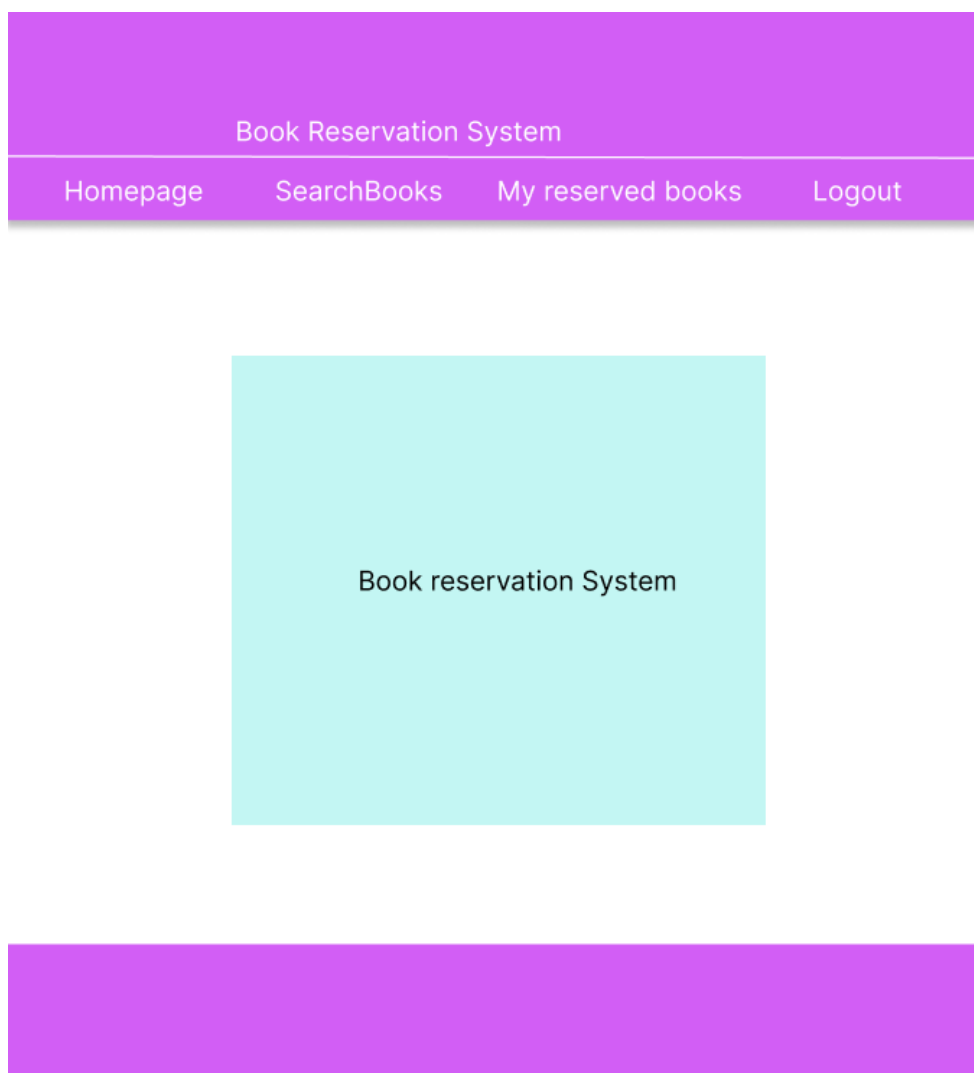 Book Reservation System
Homepage SearchBooks My reserved books Logout
Book reservation System